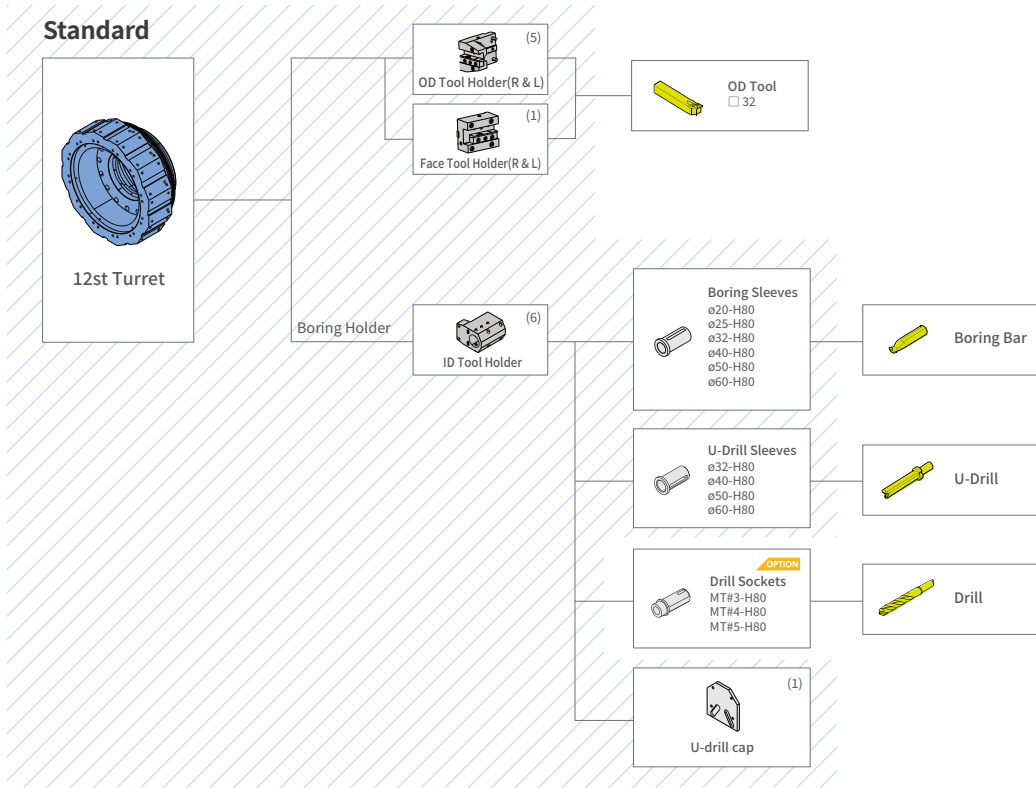 Standard
12st Turret
(5)
OD Tool Holder(R & L)
(1)
Face Tool Holder(R & L)
OD Tool
□ 32
Boring Holder
(6)
ID Tool Holder
Boring Sleeves
ø20-H80
ø25-H80
ø32-H80
ø40-H80
ø50-H80
ø60-H80
Boring Bar
U-Drill Sleeves
ø32-H80
ø40-H80
ø50-H80
ø60-H80
U-Drill
OPTION
Drill Sockets
MT#3-H80
MT#4-H80
MT#5-H80
Drill
(1)
U-drill cap